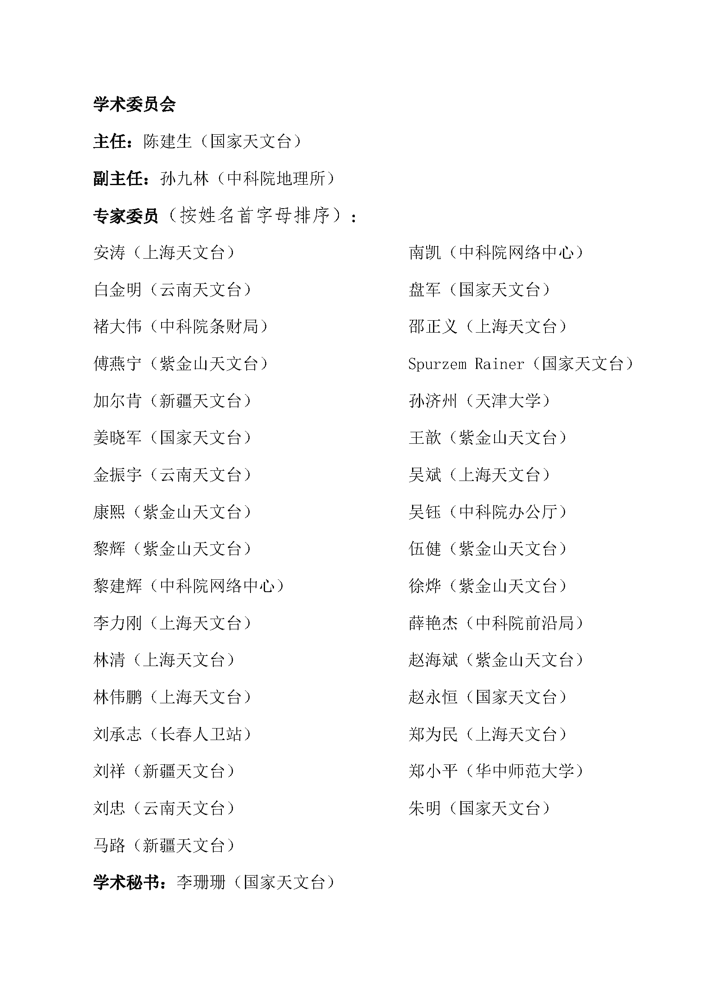 学术委员会
主任：陈建生（国家天文台）
副主任：孙九林（中科院地理所）
专家委员（按姓名首字母排序）：
安涛（上海天文台）
白金明（云南天文台）
褚大伟（中科院条财局）
傅燕宁（紫金山天文台）
加尔肯（新疆天文台）
姜晓军（国家天文台）
金振宇（云南天文台）
康熙（紫金山天文台）
黎辉（紫金山天文台）
黎建辉（中科院网络中心）
李力刚（上海天文台）
林清（上海天文台）
林伟鹏（上海天文台）
刘承志（长春人卫站）
刘祥（新疆天文台）
刘忠（云南天文台）
马路（新疆天文台）
南凯（中科院网络中心）
盘军（国家天文台）
邵正义（上海天文台）
Spurzem Rainer（国家天文台）
孙济州（天津大学）
王歆（紫金山天文台）
吴斌（上海天文台）
吴钰（中科院办公厅）
伍健（紫金山天文台）
徐烨（紫金山天文台）
薛艳杰（中科院前沿局）
赵海斌（紫金山天文台）
赵永恒（国家天文台）
郑为民（上海天文台）
郑小平（华中师范大学）
朱明（国家天文台）
学术秘书：李珊珊（国家天文台）